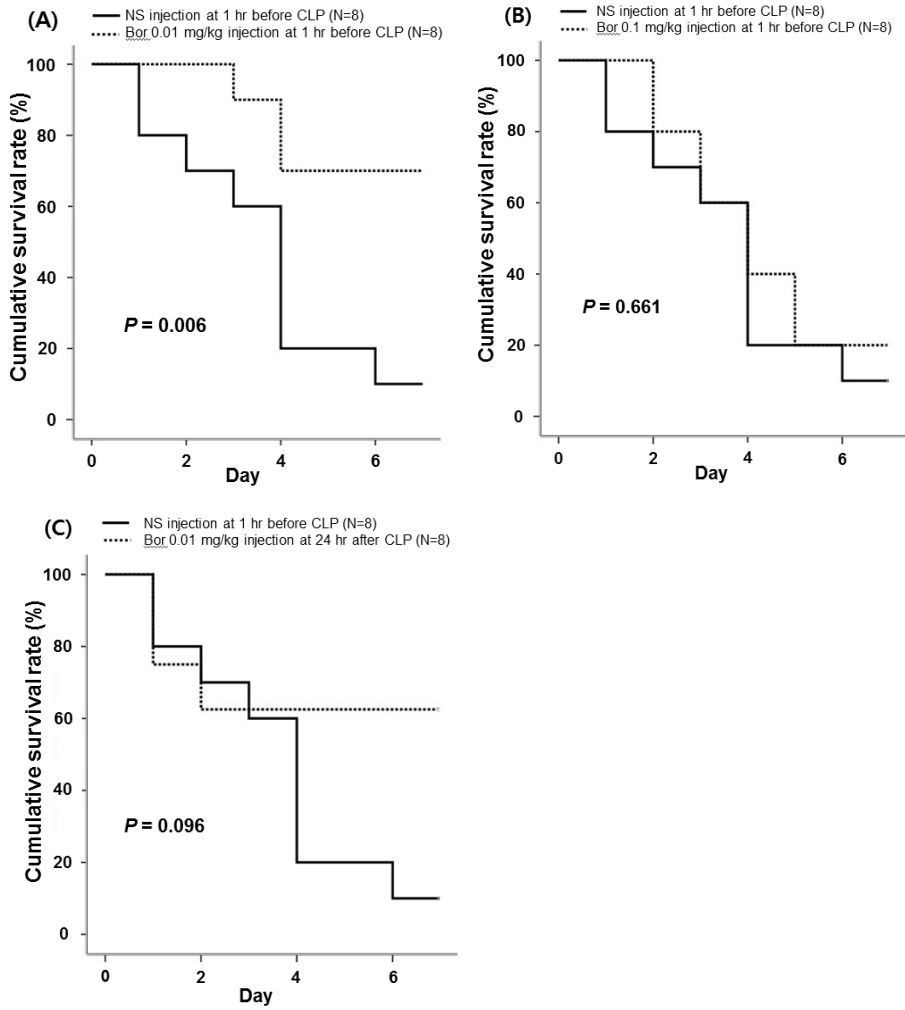 (A)
NS injection at 1 hr before CLP (N=8)
Bor 0.01 mg/kg injection at 1 hr before CLP (N=8)
Cumulative survival rate (%)
100
80
60
40
20
0
P = 0.006
0 2 4 6
Day
(B)
NS injection at 1 hr before CLP (N=8)
Bor 0.1 mg/kg injection at 1 hr before CLP (N=8)
Cumulative survival rate (%)
100
80
60
40
20
0
P = 0.661
0 2 4 6
Day
(C)
NS injection at 1 hr before CLP (N=8)
Bor 0.01 mg/kg injection at 24 hr after CLP (N=8)
Cumulative survival rate (%)
100
80
60
40
20
0
P = 0.096
0 2 4 6
Day